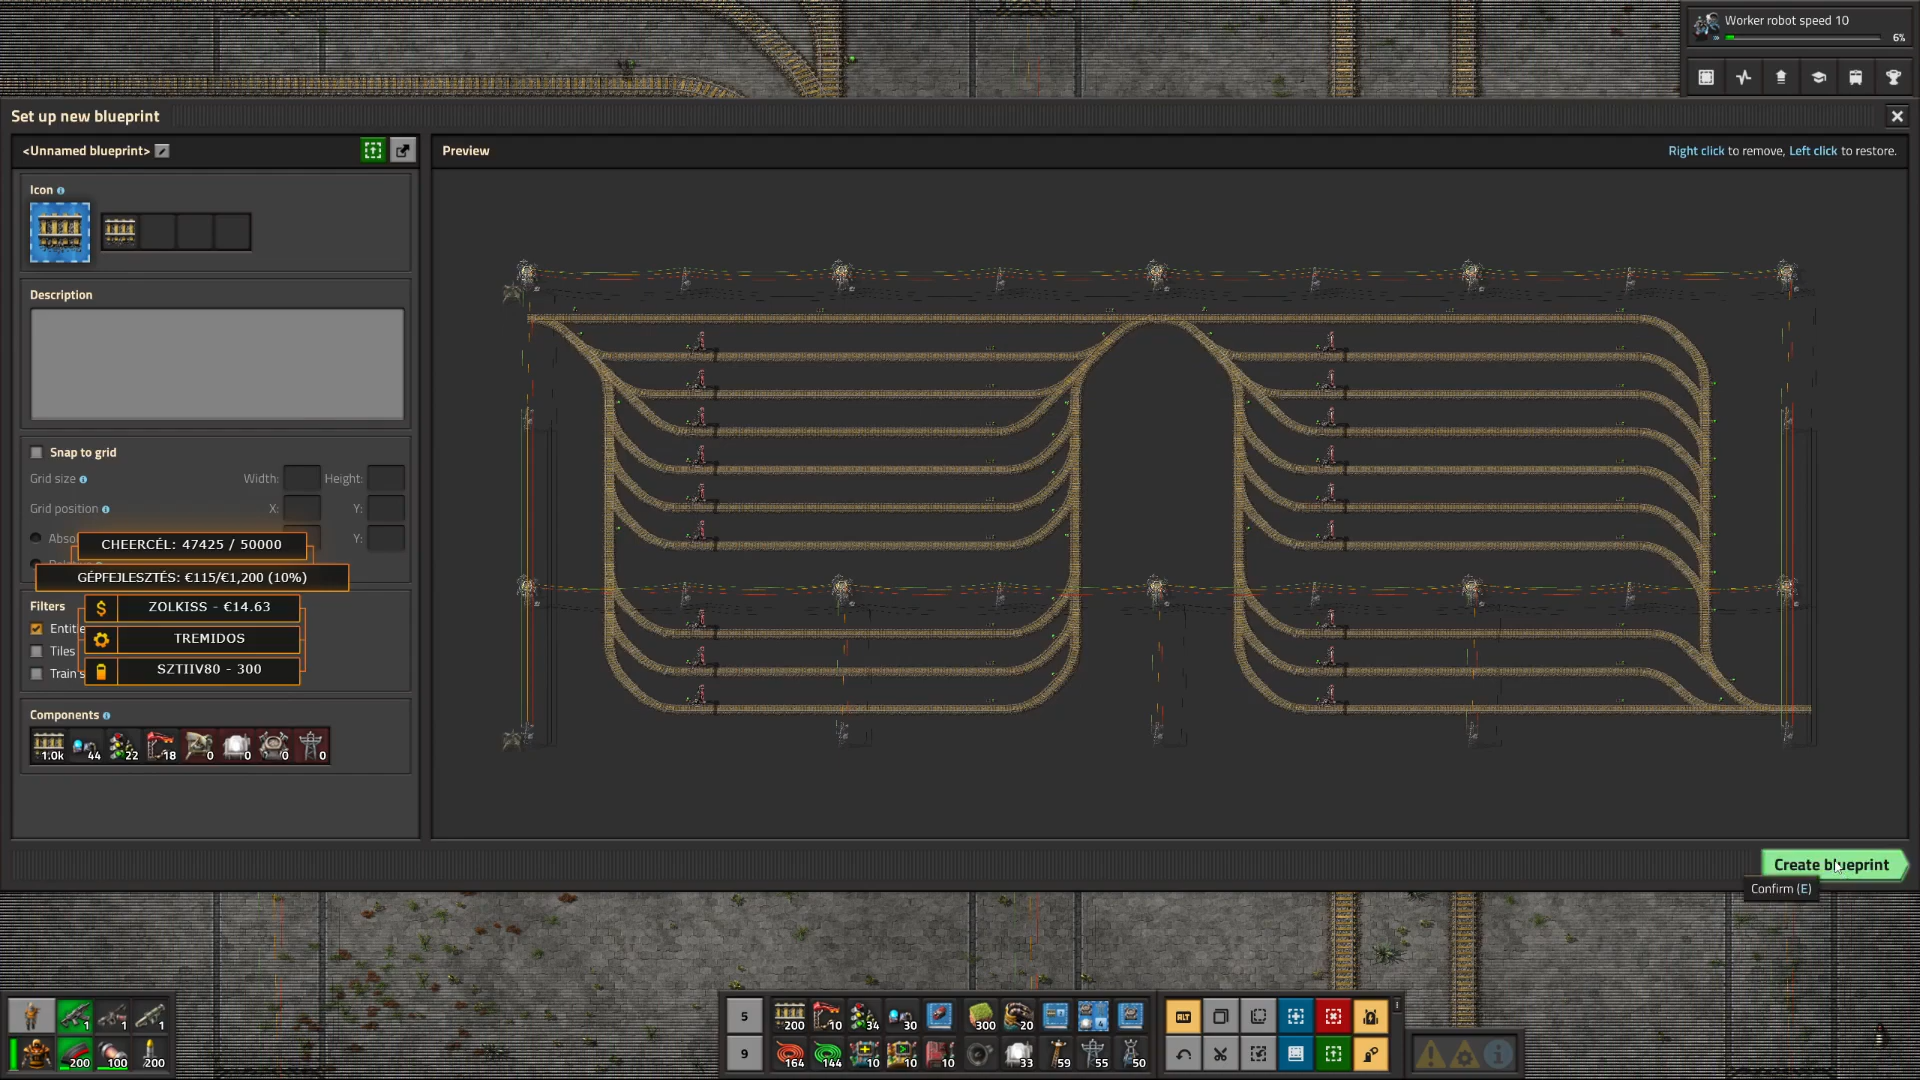 Worker robot speed 10
6%
Set up new blueprint
<Unnamed blueprint>
Preview
Right click to remove, Left click to restore.
Icon
Description
Snap to grid
Grid size
Width:
Height:
Grid position
X:
Y:
Abso
Y:
CHEERCÉL: 47425 / 50000
GÉPFEJLESZTÉS: €115/€1,200 (10%)
Filters
$
ZOLKISS - €14.63
Entitie
TREMIDOS
Tiles
SZTIIV80 - 300
Train s
Components
1.0k
44
22
18
0
0
0
0
Create blueprint
Confirm (E)
1
1
1
200
100
200
5
200
10
34
30
300
20
4
ALT
9
164
144
10
10
10
33
59
55
50